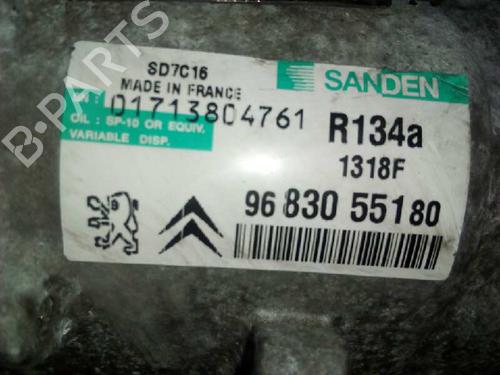 SD7C16
MADE IN FRANCE
SANDEN
01713804761
OIL : SP-10 OR EQUIV.
VARIABLE DISP.
R134a
1318F
96 830 55180
B-PARTS